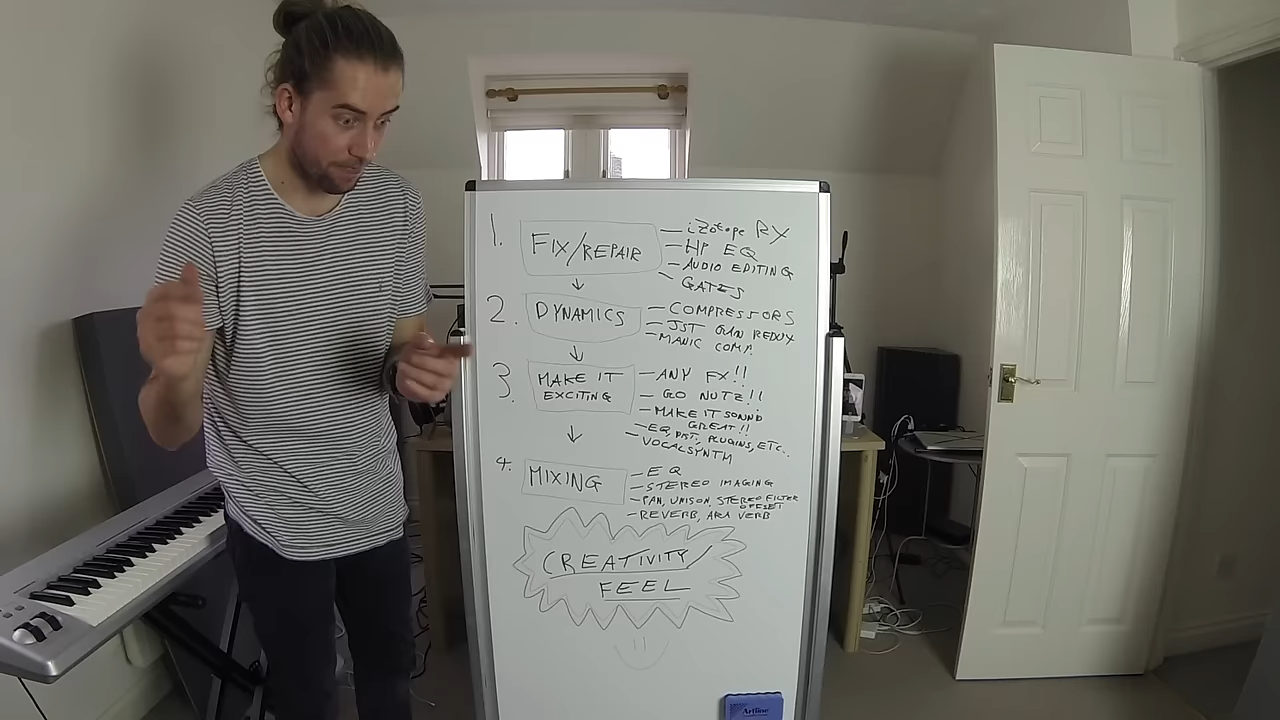 1. FIX/REPAIR
- iZotope RX
- HP EQ
- AUDIO EDITING
- GATES
2. DYNAMICS
- COMPRESSORS
- JST GAIN REDUX
- MANIC COMP.
3. MAKE IT
EXCITING
- ANY FX!!
- GO NUTZ!!
- MAKE IT SOUND
GREAT!!
- EQ, DIST, PLUGINS, ETC..
VOCALSYNTH
4. MIXING
- EQ
- STEREO IMAGING
- PAN, UNISON, STEREO FILTER
OFFSET!
- REVERB, VERB
CREATIVITY
FEEL
Artline